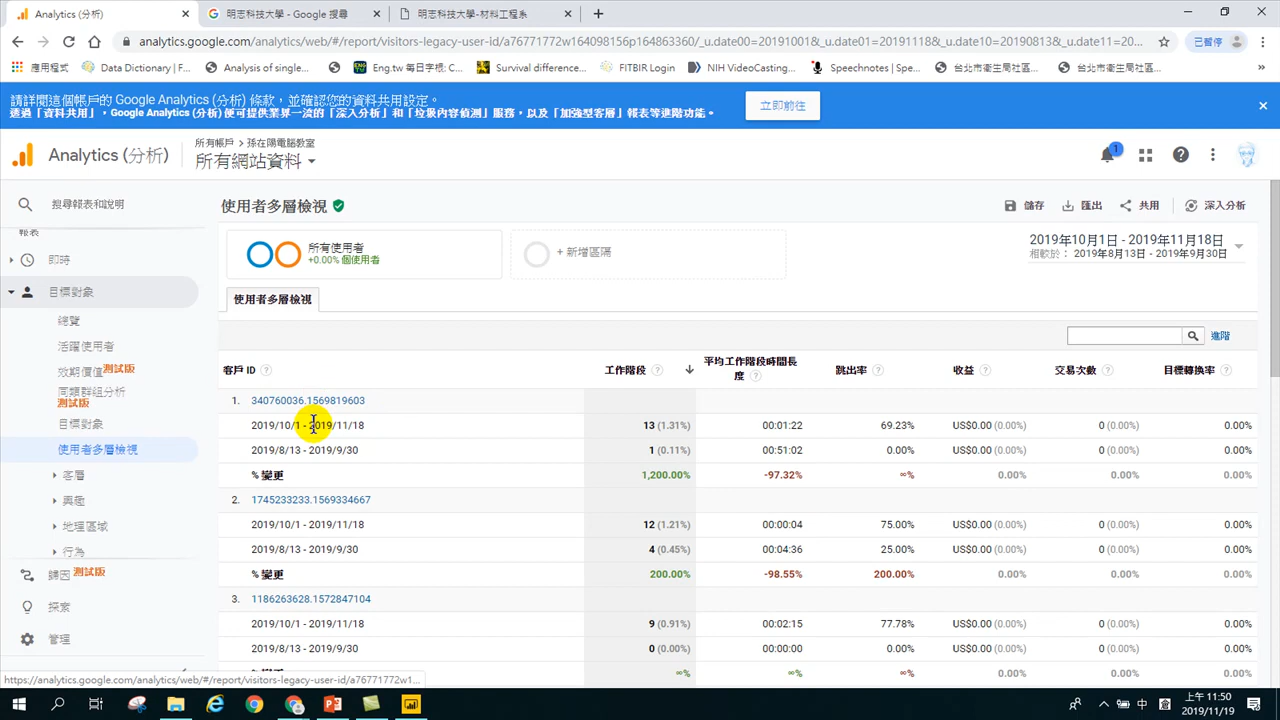 Analytics (分析)
明志科技大學 - Google 搜尋
明志科技大學-材料工程系
analytics.google.com/analytics/web/#/report/visitors-legacy-user-id/a76771772w164098156p164863360/_u.date00=20191001&_u.date01=20191118&_u.date10=20190813&_u.date11=20...
已暫停
應用程式
Data Dictionary | F...
Analysis of single...
Eng.tw 每日字根: C...
Survival difference...
FITBIR Login
NIH VideoCasting...
Speechnotes | Spe...
台北市衛生局社區...
台北市衛生局社區...
請詳閱這個帳戶的 Google Analytics (分析) 條款，並確認您的資料共用設定。
透過「資料共用」，Google Analytics (分析) 便可提供業界一流的「深入分析」和「垃圾內容偵測」服務，以及「加強型客層」報表等進階功能。
立即前往
Analytics (分析)
所有帳戶 > 孫在陽電腦教室
所有網站資料
1
搜尋報表和說明
報表
即時
目標對象
總覽
活躍使用者
效期價值 測試版
同類群組分析
測試版
目標對象
使用者多層檢視
客層
興趣
地理區域
行為
歸因 測試版
探索
管理
使用者多層檢視
儲存
匯出
共用
深入分析
所有使用者
+0.00% 個使用者
+ 新增區隔
2019年10月1日 - 2019年11月18日
相較於： 2019年8月13日 - 2019年9月30日
使用者多層檢視
進階
客戶 ID
工作階段
平均工作階段時間長度
跳出率
收益
交易次數
目標轉換率
1. 340760036.1569819603
2019/10/1 - 2019/11/18 13 (1.31%) 00:01:22 69.23% US$0.00 (0.00%) 0 (0.00%) 0.00%
2019/8/13 - 2019/9/30 1 (0.11%) 00:51:02 0.00% US$0.00 (0.00%) 0 (0.00%) 0.00%
% 變更 1,200.00% -97.32% ∞% 0.00% 0.00% 0.00%
2. 1745233233.1569334667
2019/10/1 - 2019/11/18 12 (1.21%) 00:00:04 75.00% US$0.00 (0.00%) 0 (0.00%) 0.00%
2019/8/13 - 2019/9/30 4 (0.45%) 00:04:36 25.00% US$0.00 (0.00%) 0 (0.00%) 0.00%
% 變更 200.00% -98.55% 200.00% 0.00% 0.00% 0.00%
3. 1186263628.1572847104
2019/10/1 - 2019/11/18 9 (0.91%) 00:02:15 77.78% US$0.00 (0.00%) 0 (0.00%) 0.00%
2019/8/13 - 2019/9/30 0 (0.00%) 00:00:00 0.00% US$0.00 (0.00%) 0 (0.00%) 0.00%
% 變更 ∞% ∞% ∞% 0.00% 0.00% 0.00%
https://analytics.google.com/analytics/web/#/report/visitors-legacy-user-id/a76771772w1...
中
上午 11:50
2019/11/19